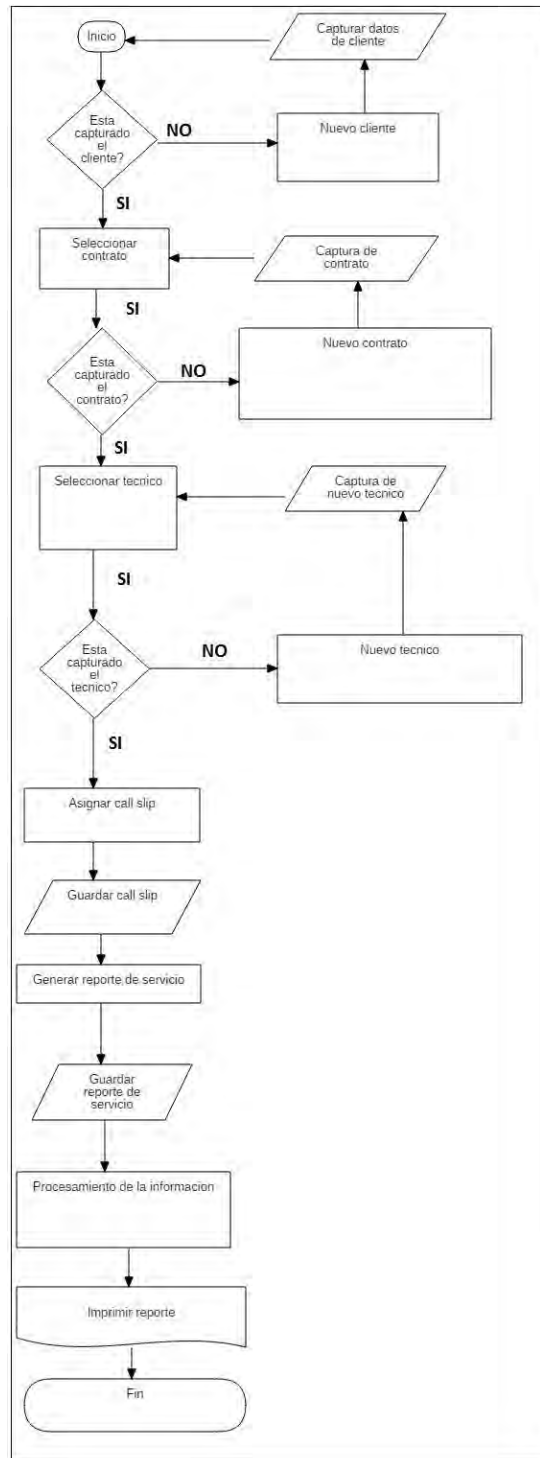 Inicio
Capturar datos
de cliente
Esta
capturado
el
cliente?
NO
Nuevo cliente
SI
Seleccionar
contrato
Captura de
contrato
SI
Esta
capturado
el
contrato?
NO
Nuevo contrato
SI
Seleccionar tecnico
Captura de
nuevo tecnico
SI
Esta
capturado
el
tecnico?
NO
Nuevo tecnico
SI
Asignar call slip
Guardar call slip
Generar reporte de servicio
Guardar
reporte de
servicio
Procesamiento de la informacion
Imprimir reporte
Fin